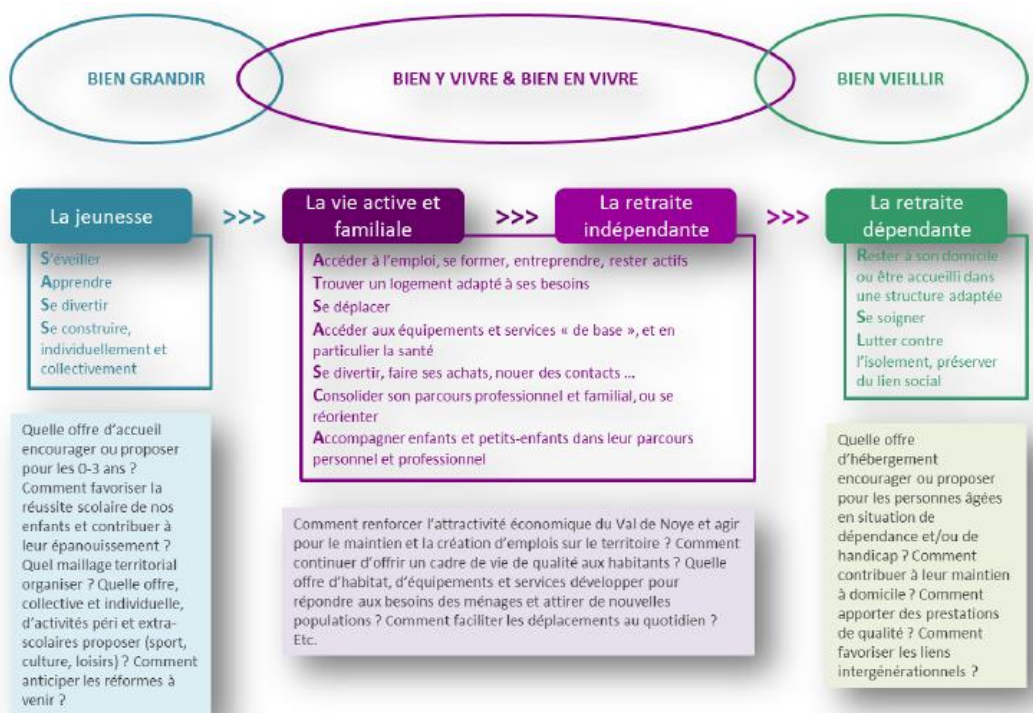 BIEN GRANDIR
BIEN Y VIVRE & BIEN EN VIVRE
BIEN VIEILLIR
La jeunesse
>>>
La vie active et
familiale
>>>
La retraite
indépendante
>>>
La retraite
dépendante
S'éveiller
Apprendre
Se divertir
Se construire,
individuellement et
collectivement
Accéder à l'emploi, se former, entreprendre, rester actifs
Trouver un logement adapté à ses besoins
Se déplacer
Accéder aux équipements et services « de base », et en
particulier la santé
Se divertir, faire ses achats, nouer des contacts ...
Consolider son parcours professionnel et familial, ou se
réorienter
Accompagner enfants et petits-enfants dans leur parcours
personnel et professionnel
Rester à son domicile
ou être accueilli dans
une structure adaptée
Se soigner
Lutter contre
l'isolement, préserver
du lien social
Quelle offre d'accueil
encourager ou proposer
pour les 0-3 ans ?
Comment favoriser la
réussite scolaire de nos
enfants et contribuer à
leur épanouissement ?
Quel maillage territorial
organiser ? Quelle offre,
collective et individuelle,
d'activités péri et extra-
scolaires proposer (sport,
culture, loisirs) ? Comment
anticiper les réformes à
venir ?
Comment renforcer l'attractivité économique du Val de Noye et agir
pour le maintien et la création d'emplois sur le territoire ? Comment
continuer d'offrir un cadre de vie de qualité aux habitants ? Quelle
offre d'habitat, d'équipements et services développer pour
répondre aux besoins des ménages et attirer de nouvelles
populations ? Comment faciliter les déplacements au quotidien ?
Etc.
Quelle offre
d'hébergement
encourager ou proposer
pour les personnes âgées
en situation de
dépendance et/ou de
handicap ? Comment
contribuer à leur maintien
à domicile ? Comment
apporter des prestations
de qualité ? Comment
favoriser les liens
intergénérationnels ?